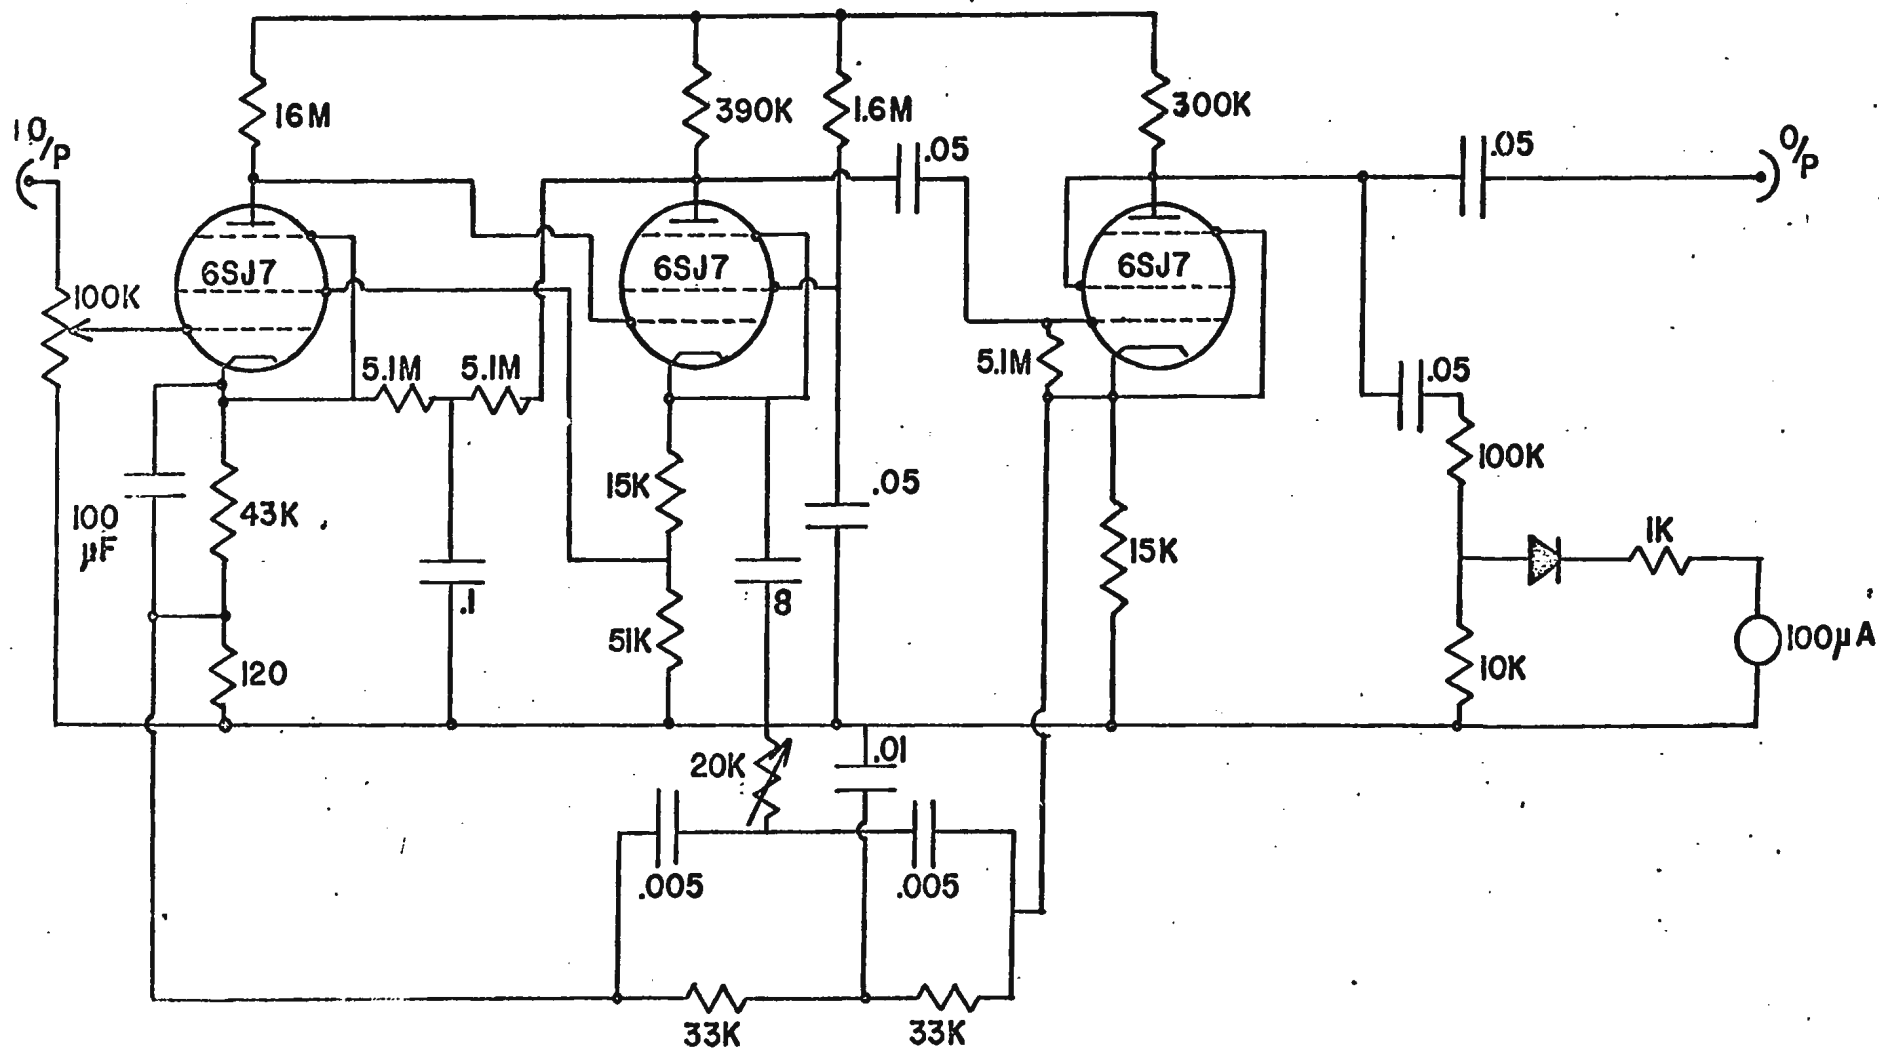 16M
390K
1.6M
300K
I O/P
.05
.05
O/P
100K
6SJ7
6SJ7
6SJ7
5.1M
5.1M
5.1M
.05
100K
100
µF
43K
15K
.05
15K
1K
.1
8
51K
120
10K
100µA
20K
.01
.005
.005
33K
33K